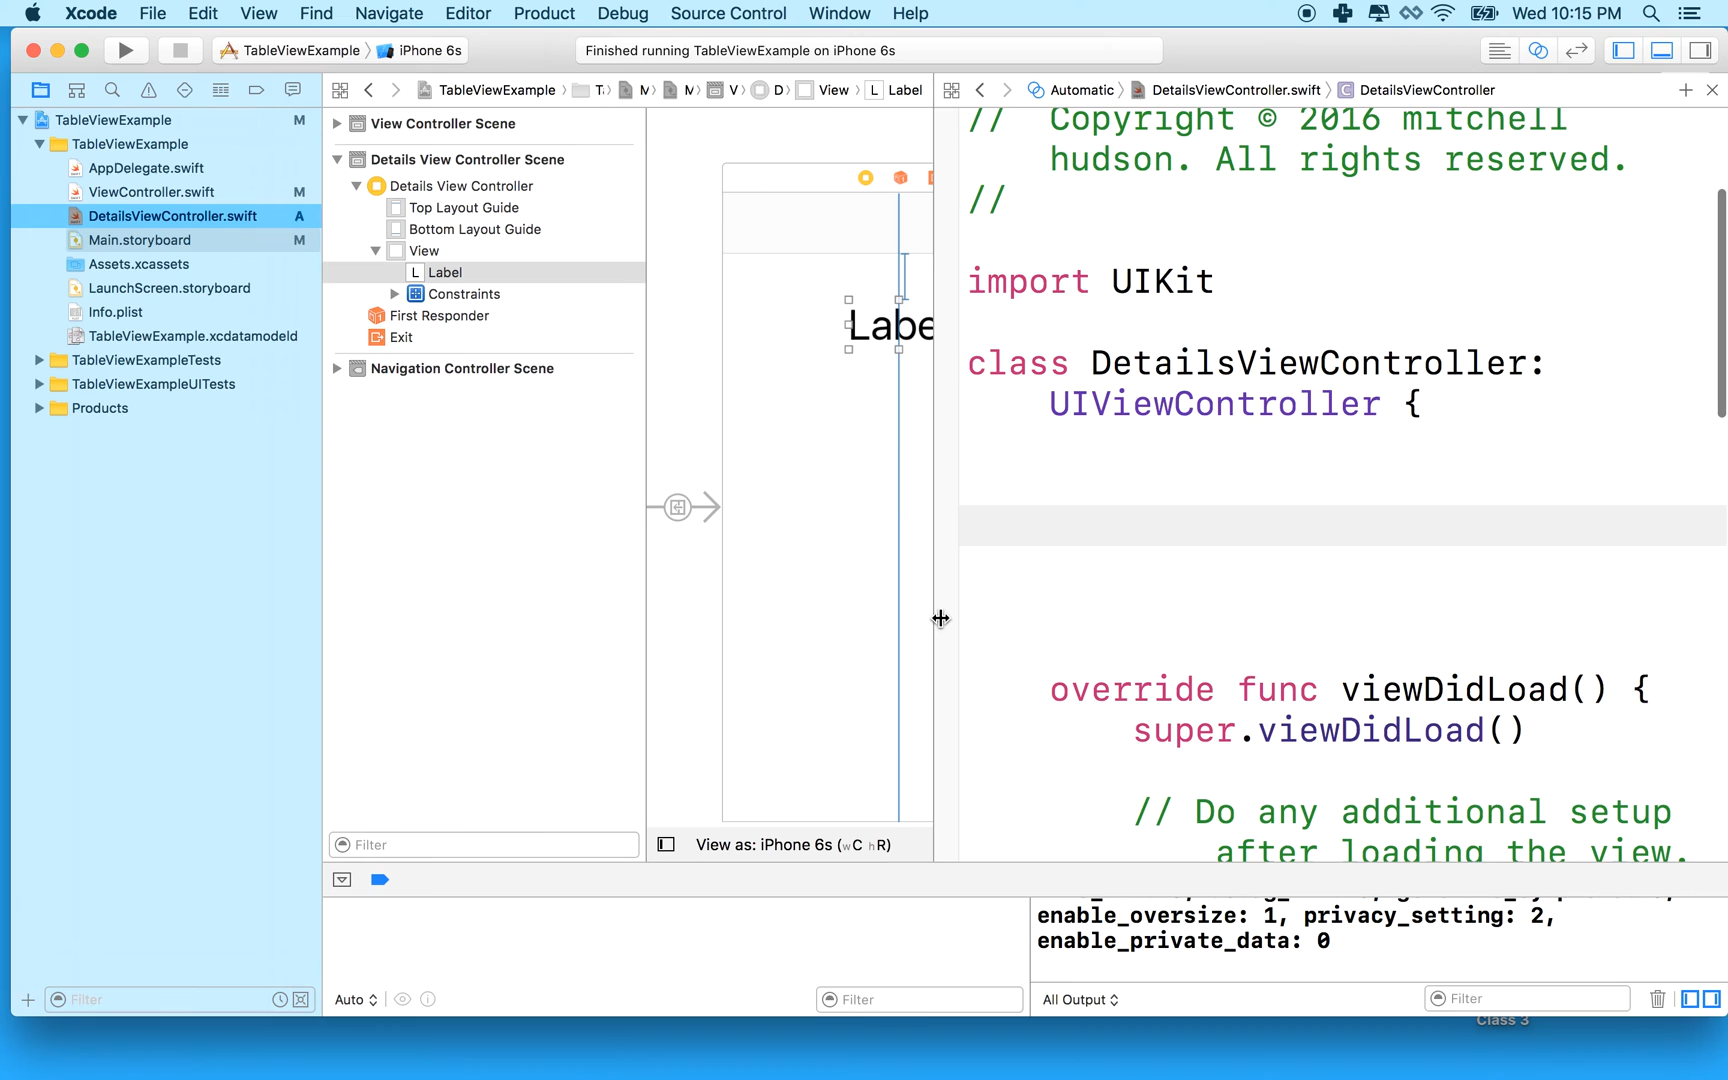 Xcode File Edit View Find Navigate Editor Product Debug Source Control Window Help Wed 10:15 PM
TableViewExample iPhone 6s Finished running TableViewExample on iPhone 6s
TableViewExample T. M M V D View L Label Automatic DetailsViewController.swift C DetailsViewController
TableViewExample M
TableViewExample
AppDelegate.swift
ViewController.swift M
DetailsViewController.swift A
Main.storyboard M
Assets.xcassets
LaunchScreen.storyboard
Info.plist
TableViewExample.xcdatamodeld
TableViewExampleTests
TableViewExampleUITests
Products
Filter
View Controller Scene
Details View Controller Scene
Details View Controller
Top Layout Guide
Bottom Layout Guide
View
L Label
Constraints
First Responder
Exit
Navigation Controller Scene
Filter
Labe
View as: iPhone 6s (wC hR)
// Copyright © 2016 mitchell
hudson. All rights reserved.
//
import UIKit
class DetailsViewController:
UIViewController {
override func viewDidLoad() {
super.viewDidLoad()
// Do any additional setup
after loading the view.
enable_oversize: 1, privacy_setting: 2,
enable_private_data: 0
Auto Filter All Output Filter
Class 3